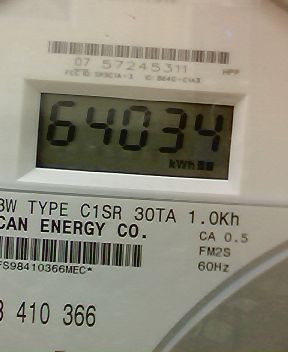 07 57245311
HPP
64034
kWh
3W TYPE C1SR 30TA 1.0Kh
CAN ENERGY CO.
CA 0.5
FM2S
FS98410366MEC*
60Hz
3 410 366